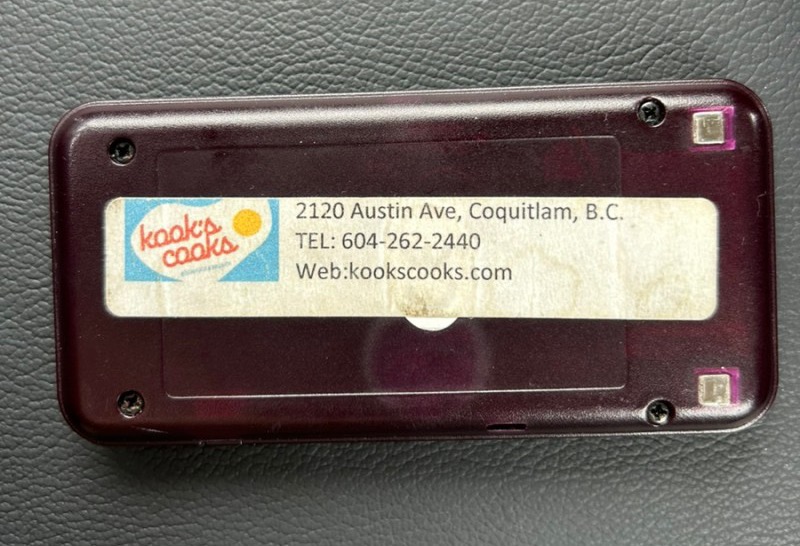 kook's
cooks
2120 Austin Ave, Coquitlam, B.C.
TEL: 604-262-2440
Web:kookscooks.com